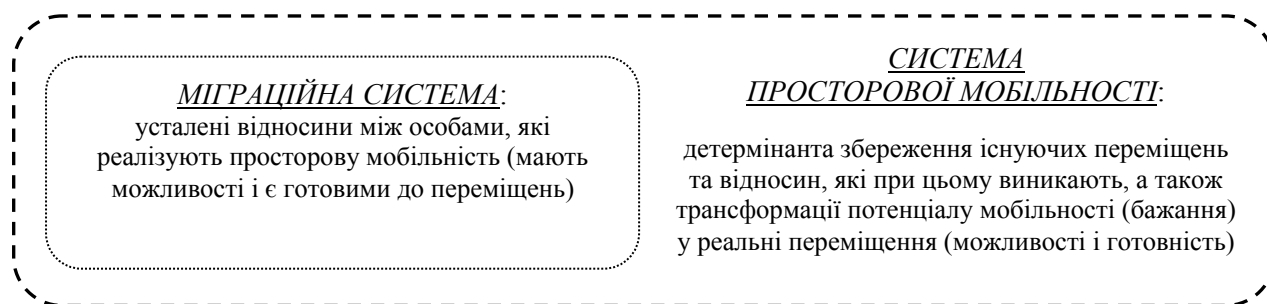 МІГРАЦІЙНА СИСТЕМА:
усталені відносини між особами, які
реалізують просторову мобільність (мають
можливості і є готовими до переміщень)
СИСТЕМА
ПРОСТОРОВОЇ МОБІЛЬНОСТІ:
детермінанта збереження існуючих переміщень
та відносин, які при цьому виникають, а також
трансформації потенціалу мобільності (бажання)
у реальні переміщення (можливості і готовність)